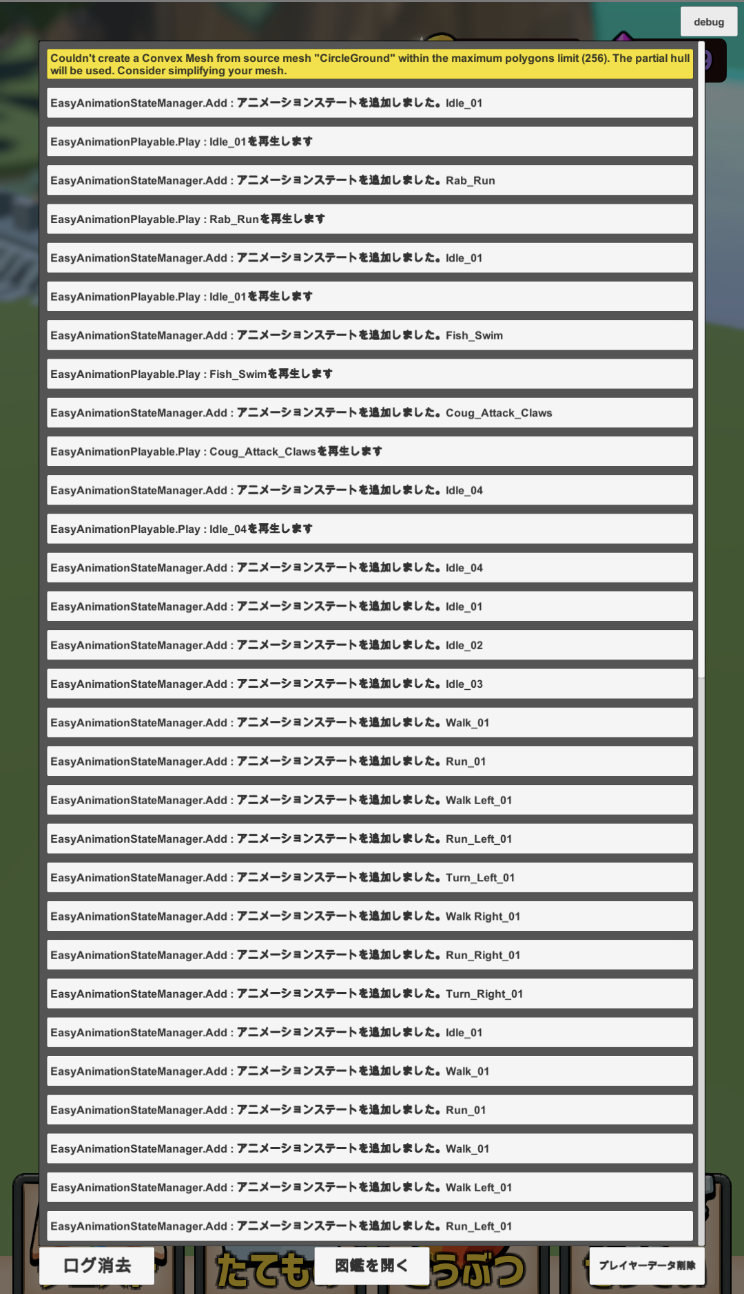 debug
Couldn't create a Convex Mesh from source mesh "CircleGround" within the maximum polygons limit (256). The partial hull
will be used. Consider simplifying your mesh.
EasyAnimationStateManager.Add : アニメーションステートを追加しました。Idle_01
EasyAnimationPlayable.Play : Idle_01を再生します
EasyAnimationStateManager.Add : アニメーションステートを追加しました。Rab_Run
EasyAnimationPlayable.Play : Rab_Runを再生します
EasyAnimationStateManager.Add : アニメーションステートを追加しました。Idle_01
EasyAnimationPlayable.Play : Idle_01を再生します
EasyAnimationStateManager.Add : アニメーションステートを追加しました。Fish_Swim
EasyAnimationPlayable.Play : Fish_Swimを再生します
EasyAnimationStateManager.Add : アニメーションステートを追加しました。Coug_Attack_Claws
EasyAnimationPlayable.Play : Coug_Attack_Clawsを再生します
EasyAnimationStateManager.Add : アニメーションステートを追加しました。Idle_04
EasyAnimationPlayable.Play : Idle_04を再生します
EasyAnimationStateManager.Add : アニメーションステートを追加しました。Idle_04
EasyAnimationStateManager.Add : アニメーションステートを追加しました。Idle_01
EasyAnimationStateManager.Add : アニメーションステートを追加しました。Idle_02
EasyAnimationStateManager.Add : アニメーションステートを追加しました。Idle_03
EasyAnimationStateManager.Add : アニメーションステートを追加しました。Walk_01
EasyAnimationStateManager.Add : アニメーションステートを追加しました。Run_01
EasyAnimationStateManager.Add : アニメーションステートを追加しました。Walk Left_01
EasyAnimationStateManager.Add : アニメーションステートを追加しました。Run_Left_01
EasyAnimationStateManager.Add : アニメーションステートを追加しました。Turn_Left_01
EasyAnimationStateManager.Add : アニメーションステートを追加しました。Walk Right_01
EasyAnimationStateManager.Add : アニメーションステートを追加しました。Run_Right_01
EasyAnimationStateManager.Add : アニメーションステートを追加しました。Turn_Right_01
EasyAnimationStateManager.Add : アニメーションステートを追加しました。Idle_01
EasyAnimationStateManager.Add : アニメーションステートを追加しました。Walk_01
EasyAnimationStateManager.Add : アニメーションステートを追加しました。Run_01
EasyAnimationStateManager.Add : アニメーションステートを追加しました。Walk_01
EasyAnimationStateManager.Add : アニメーションステートを追加しました。Walk Left_01
EasyAnimationStateManager.Add : アニメーションステートを追加しました。Run_Left_01
ログ消去
たても
図鑑を開く
うぶつ
プレイヤーデータ削除